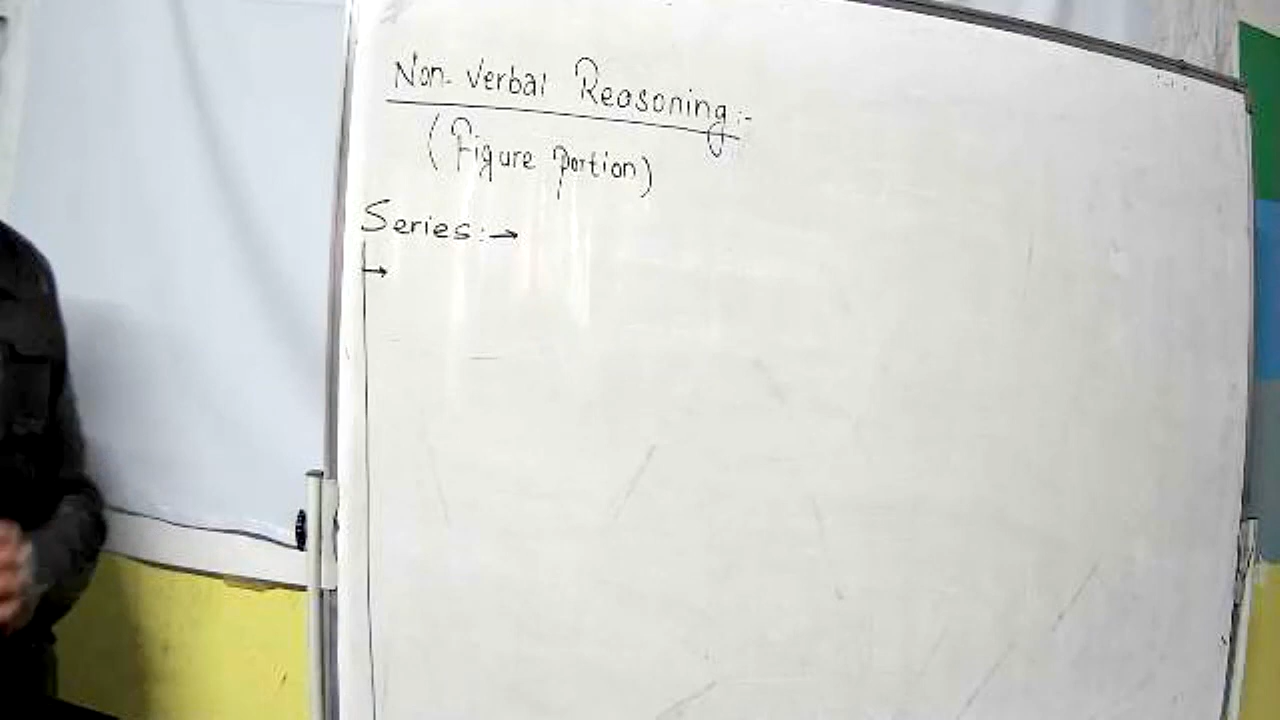 Non-Verbal Reasoning:-
(Figure portion)
Series:→
→